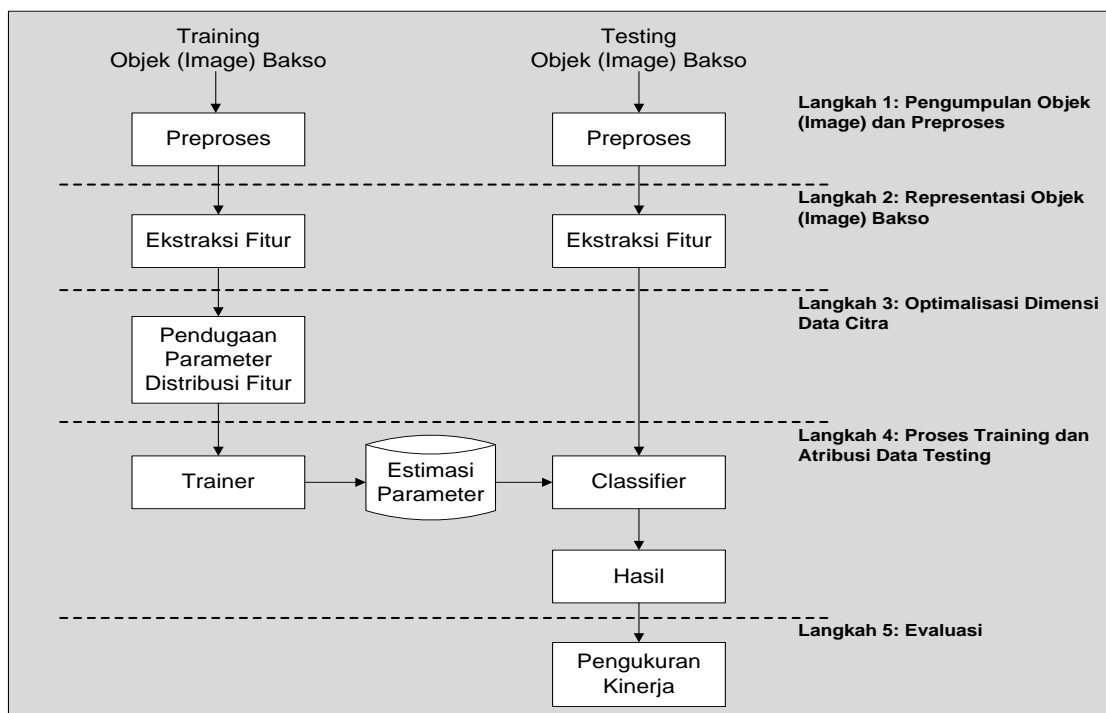 Training
Objek (Image) Bakso
Testing
Objek (Image) Bakso
Langkah 1: Pengumpulan Objek
(Image) dan Preproses
Preproses
Preproses
Langkah 2: Representasi Objek
(Image) Bakso
Ekstraksi Fitur
Ekstraksi Fitur
Langkah 3: Optimalisasi Dimensi
Data Citra
Pendugaan
Parameter
Distribusi Fitur
Langkah 4: Proses Training dan
Atribusi Data Testing
Trainer
Estimasi
Parameter
Classifier
Hasil
Langkah 5: Evaluasi
Pengukuran
Kinerja